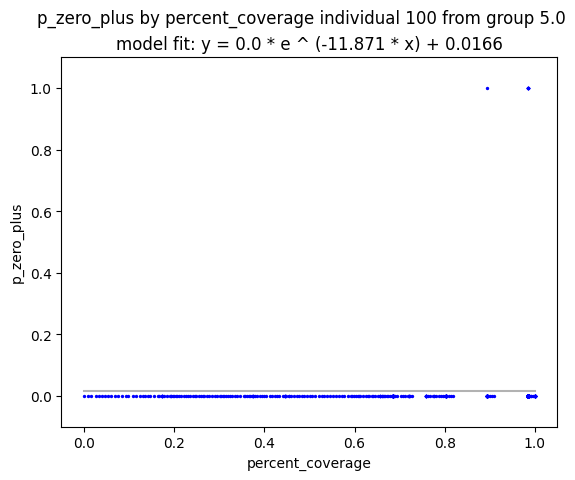 p_zero_plus by percent_coverage individual 100 from group 5.0
model fit: y = 0.0 * e ^ (-11.871 * x) + 0.0166
1.0
0.8
0.6
0.4
0.2
0.0
p_zero_plus
0.0 0.2 0.4 0.6 0.8 1.0
percent_coverage